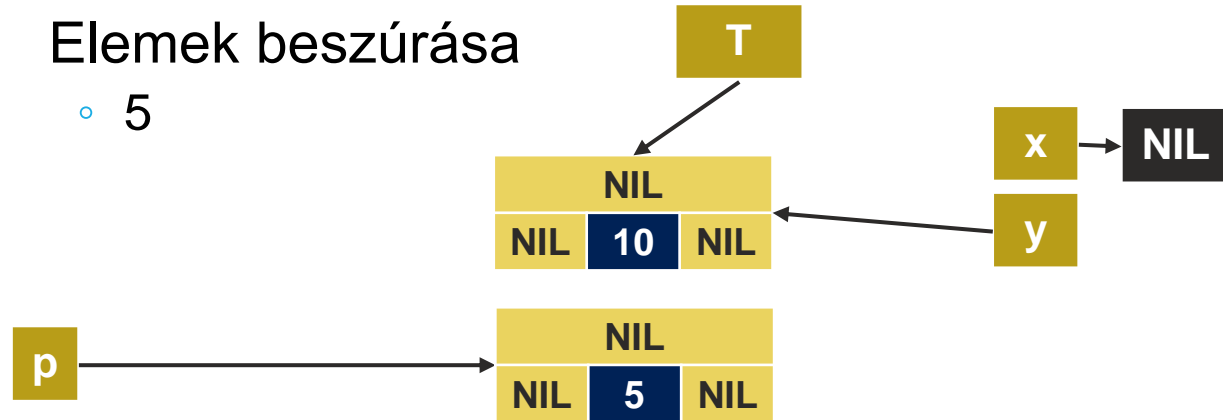 Elemek beszúrása
◦ 5
T
x NIL
y
NIL
NIL 10 NIL
p
NIL
NIL 5 NIL